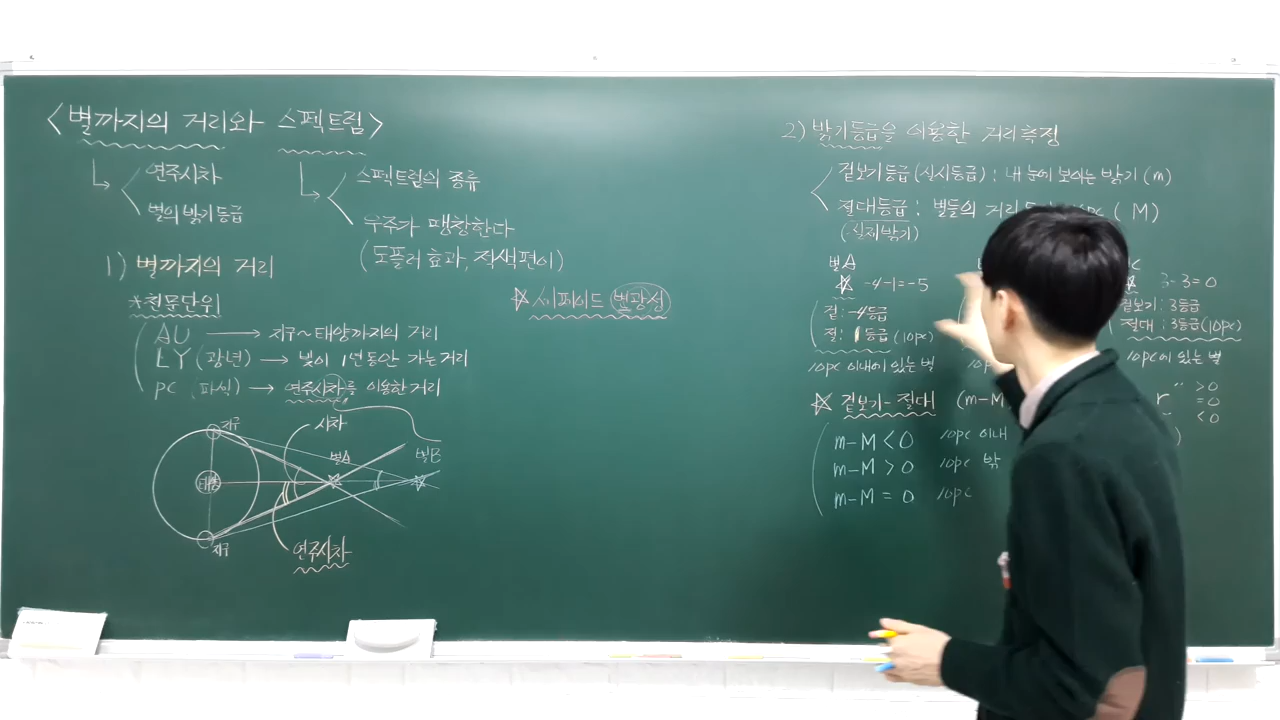 <별까지의 거리와 스펙트럼>
연주시차
별의 밝기등급
스펙트럼의 종류
우주가 팽창한다
(도플러 효과, 적색편이)
1) 별까지의 거리
*천문단위
AU → 지구~태양까지의 거리
LY (광년) → 빛이 1년동안 가는거리
pc (파섹) → 연주시차를 이용한거리
지구
시차
별A
별B
태양
지구
연주시차
☆ 세페이드 변광성
2) 밝기등급을 이용한 거리측정
겉보기등급(실시등급) : 내 눈에 보이는 밝기 (m)
절대등급 : 별들의 거리 pc ( M )
(실제밝기)
별A
☆ -4-1=-5
겉:-4등급
절: 1등급 (10pc)
10pc 이내에 있는 별
☆ 3-3=0
겉보기: 3등급
절대 : 3등급(10pc)
10pc에 있는 별
☆ 겉보기-절대 (m-M
m-M<0 10pc 이내
m-M>0 10pc 밖
m-M=0 10pc
" >0
r =0
" <0